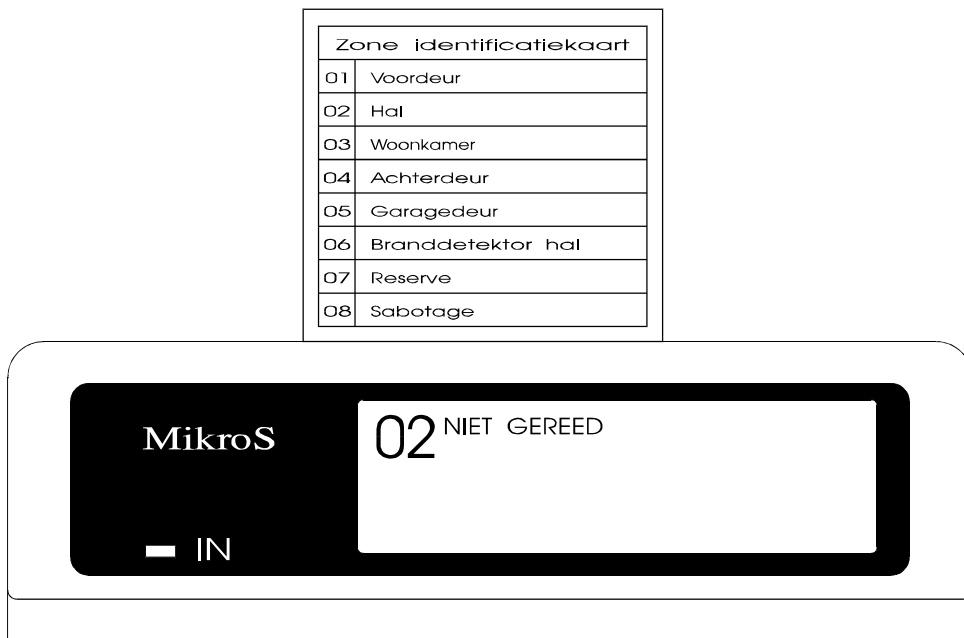 Zone identificatiekaart
01 Voordeur
02 Hal
03 Woonkamer
04 Achterdeur
05 Garagedeur
06 Branddetektor hal
07 Reserve
08 Sabotage
MikroS
02 NIET GEREED
IN